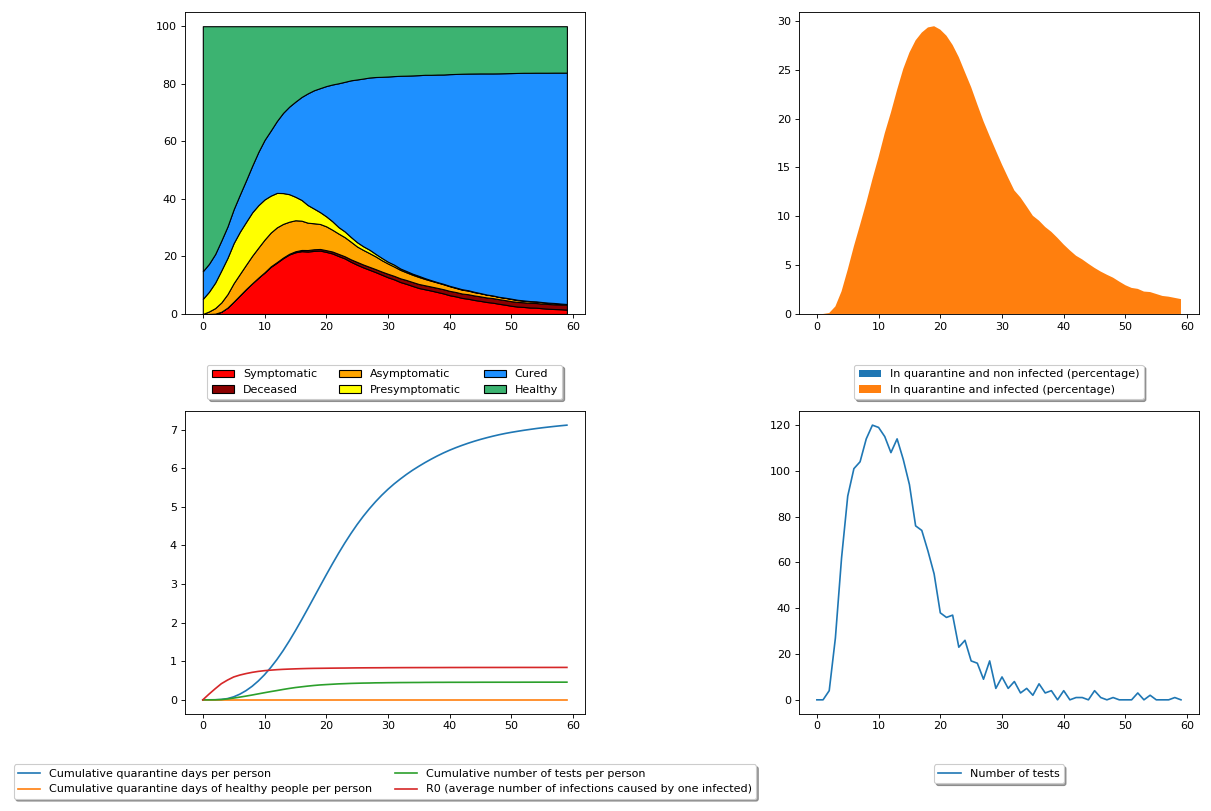 100
80
60
40
20
0
0 10 20 30 40 50 60
Symptomatic Asymptomatic Cured
Deceased Presymptomatic Healthy
30
25
20
15
10
5
0
0 10 20 30 40 50 60
In quarantine and non infected (percentage)
In quarantine and infected (percentage)
7
6
5
4
3
2
1
0
0 10 20 30 40 50 60
Cumulative quarantine days per person Cumulative number of tests per person
Cumulative quarantine days of healthy people per person R0 (average number of infections caused by one infected)
120
100
80
60
40
20
0
0 10 20 30 40 50 60
Number of tests